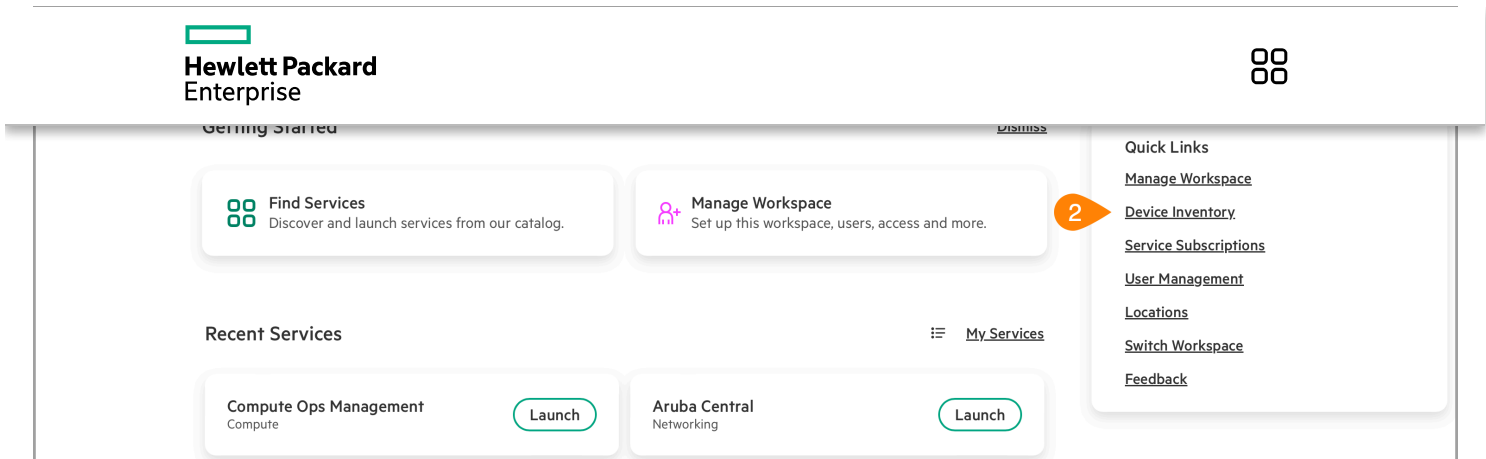 Hewlett Packard
Enterprise
Getting Started
Dismiss
Find Services
Discover and launch services from our catalog.
Manage Workspace
Set up this workspace, users, access and more.
Recent Services
My Services
Compute Ops Management
Compute
Launch
Aruba Central
Networking
Launch
Quick Links
Manage Workspace
2
Device Inventory
Service Subscriptions
User Management
Locations
Switch Workspace
Feedback